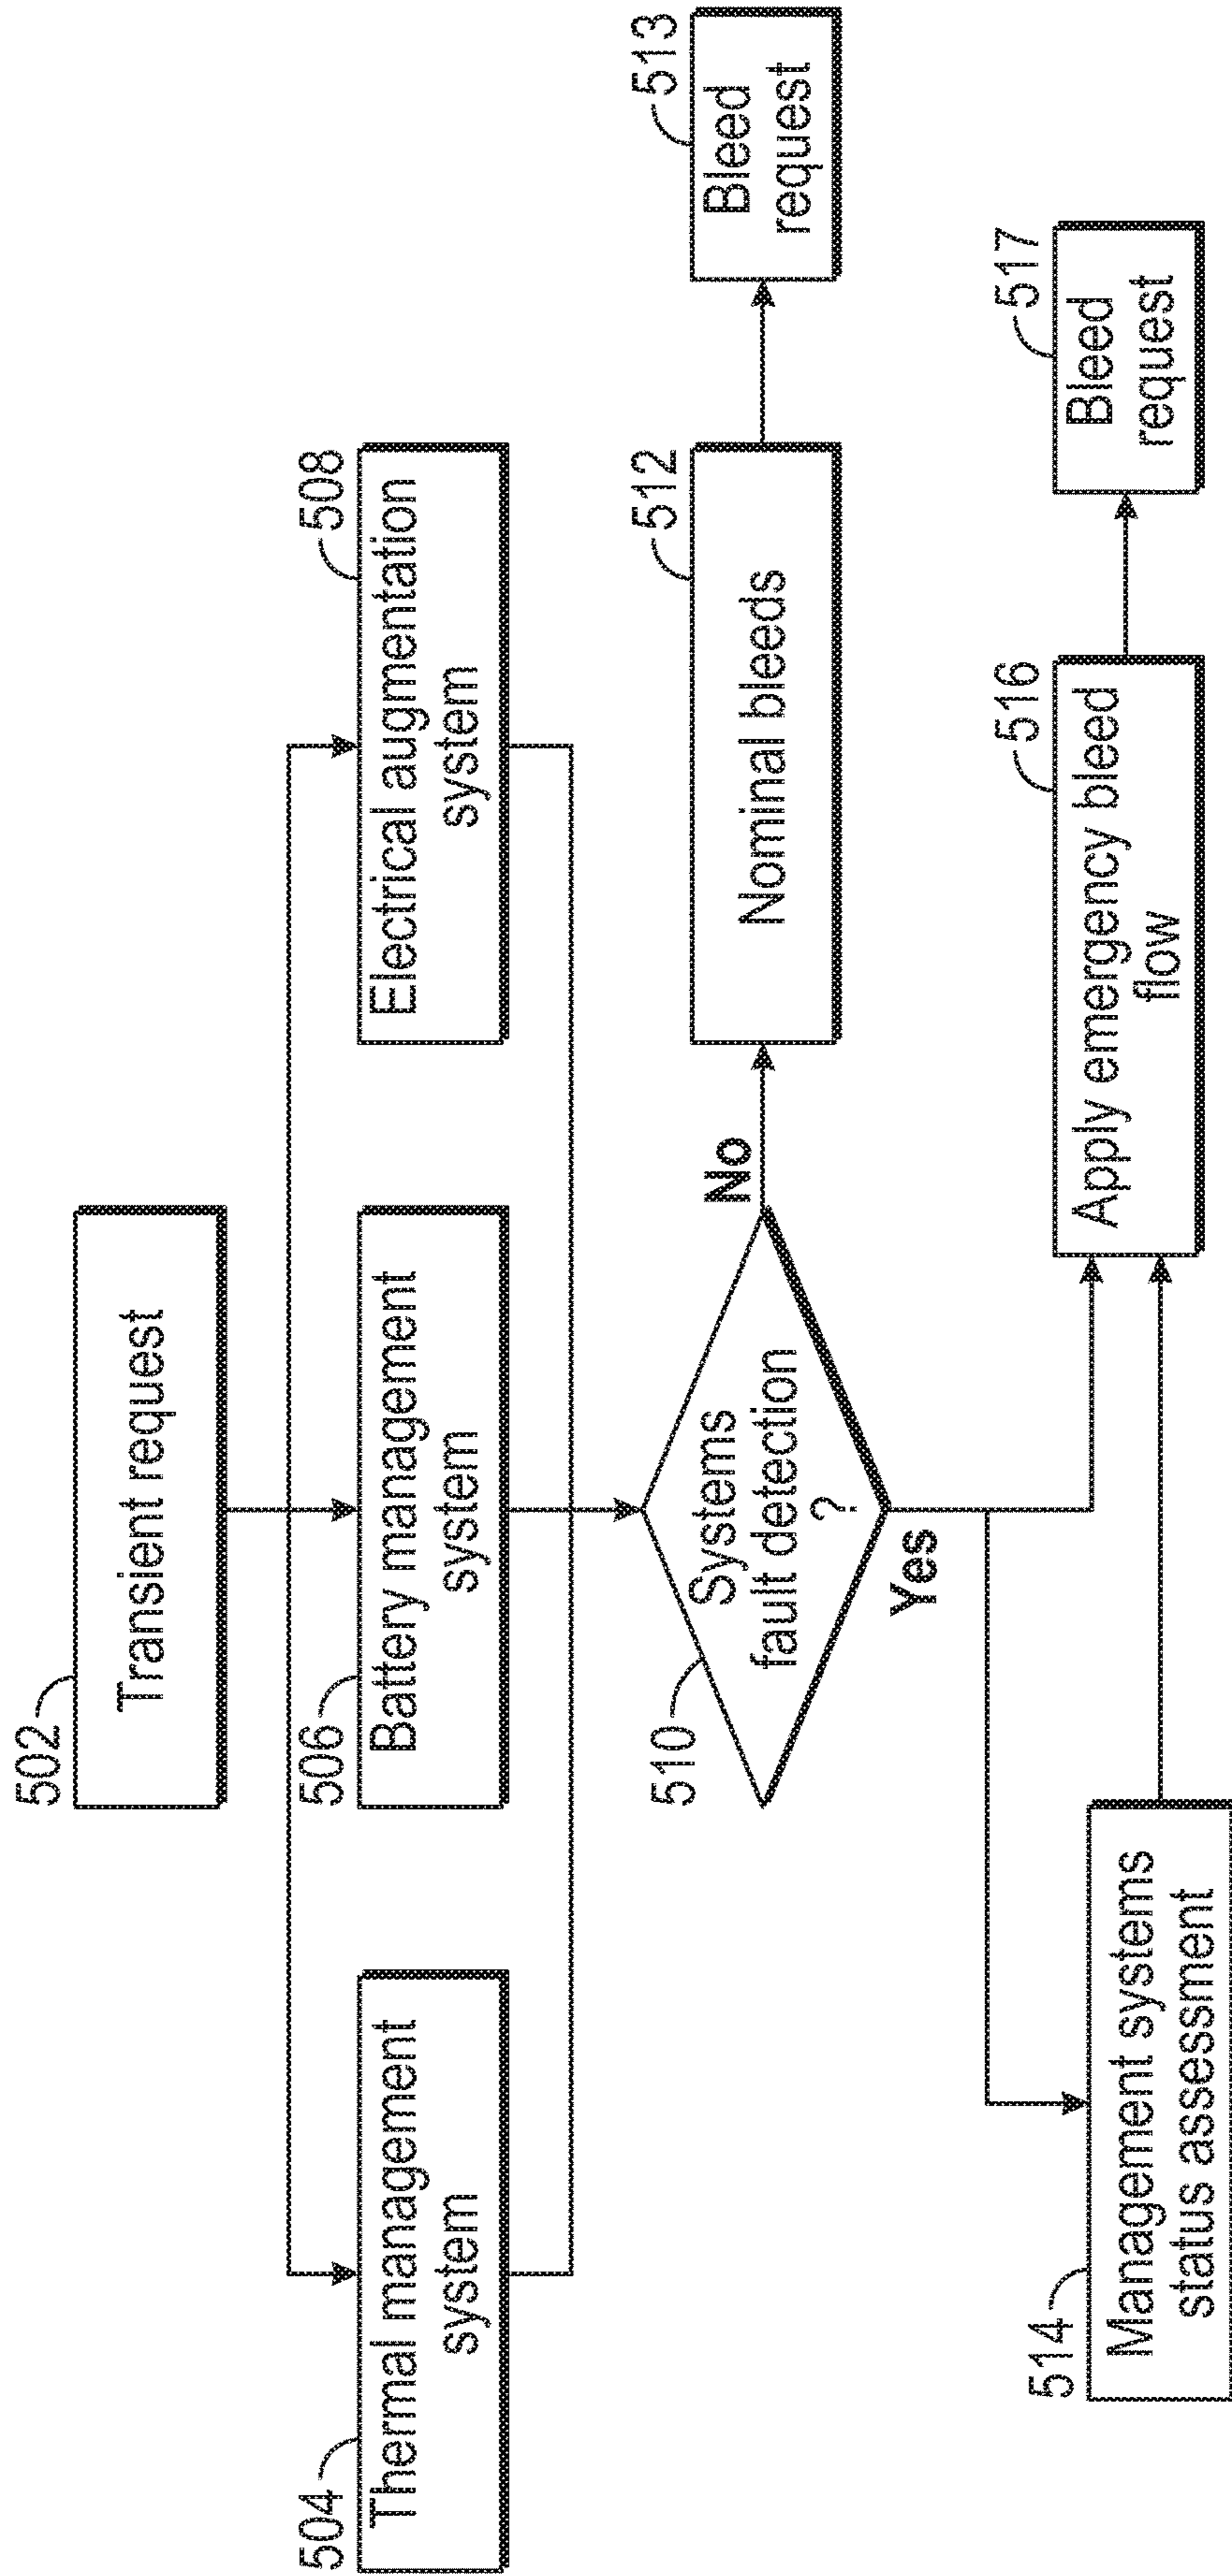 502
Transient request
504
Thermal management
system
506
Battery management
system
508
Electrical augmentation
system
510
Systems
fault detection
?
No
Yes
512
Nominal bleeds
513
Bleed
request
514
Management systems
status assessment
516
Apply emergency bleed
flow
517
Bleed
request